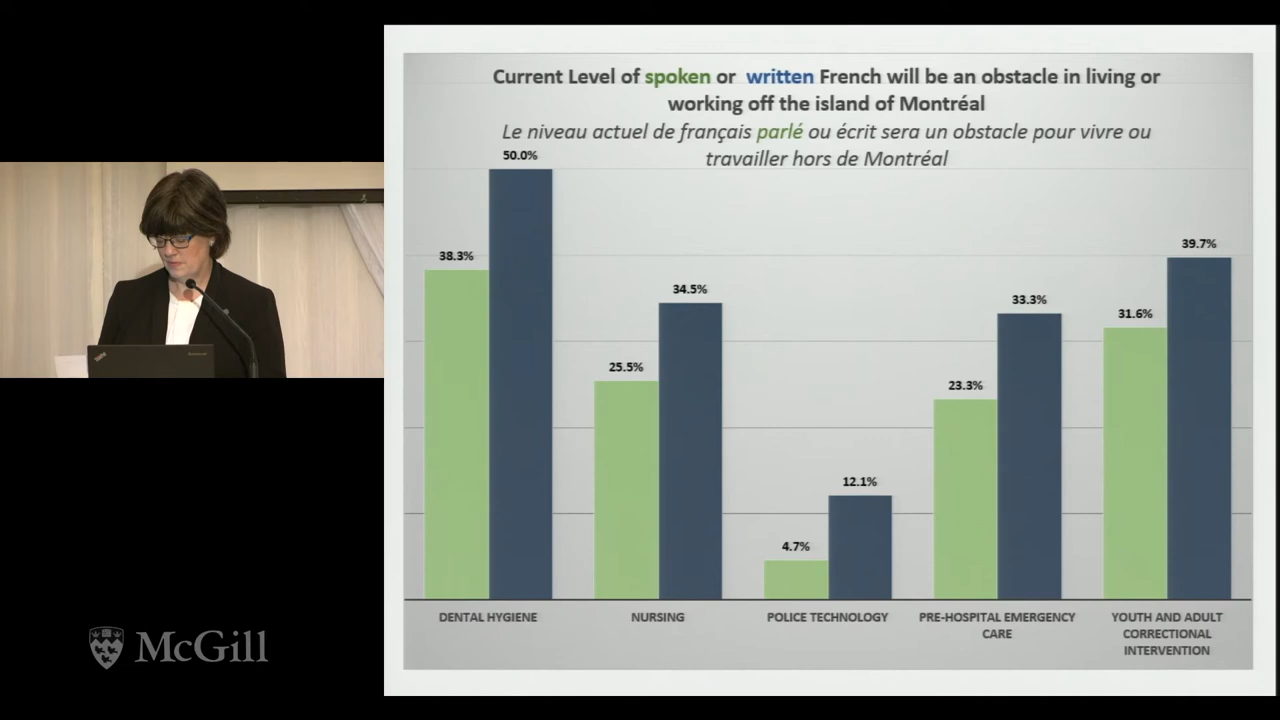 Current Level of spoken or written French will be an obstacle in living or
working off the island of Montréal
Le niveau actuel de français parlé ou écrit sera un obstacle pour vivre ou
travailler hors de Montréal
50.0%
38.3%
34.5%
25.5%
12.1%
4.7%
33.3%
23.3%
39.7%
31.6%
DENTAL HYGIENE
NURSING
POLICE TECHNOLOGY
PRE-HOSPITAL EMERGENCY
CARE
YOUTH AND ADULT
CORRECTIONAL
INTERVENTION
McGill